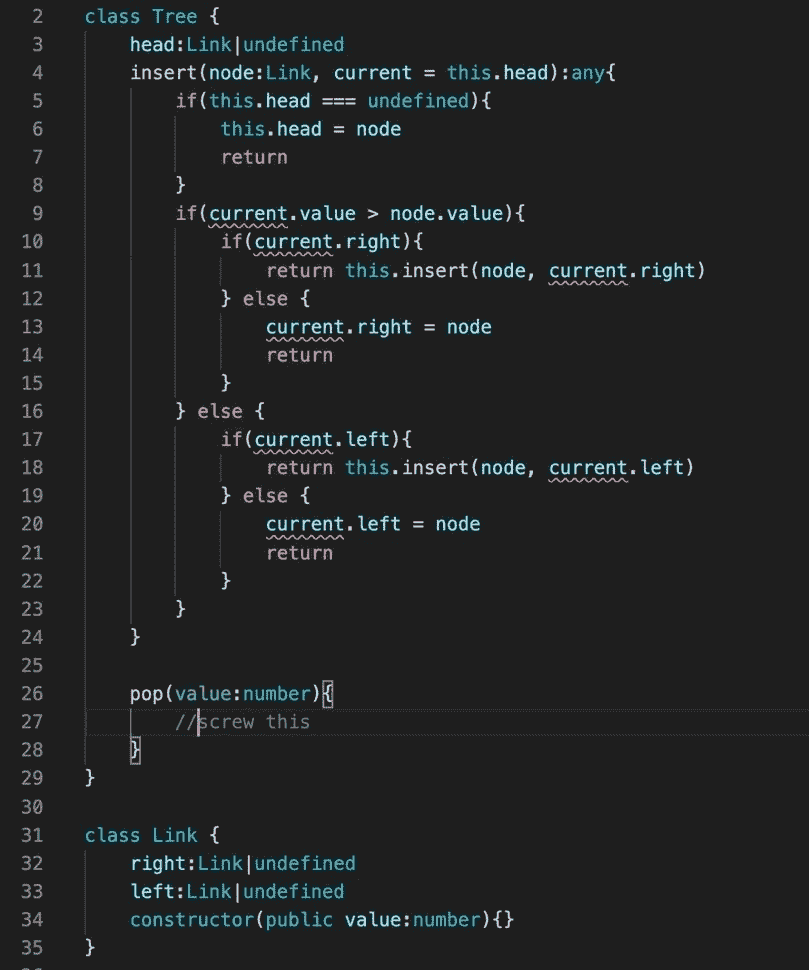 2 class Tree {
3 head:Link|undefined
4 insert(node:Link, current = this.head):any{
5 if(this.head === undefined){
6 this.head = node
7 return
8 }
9 if(current.value > node.value){
10 if(current.right){
11 return this.insert(node, current.right)
12 } else {
13 current.right = node
14 return
15 }
16 } else {
17 if(current.left){
18 return this.insert(node, current.left)
19 } else {
20 current.left = node
21 return
22 }
23 }
24 }
25
26 pop(value:number){
27 //screw this
28 }
29 }
30
31 class Link {
32 right:Link|undefined
33 left:Link|undefined
34 constructor(public value:number){}
35 }